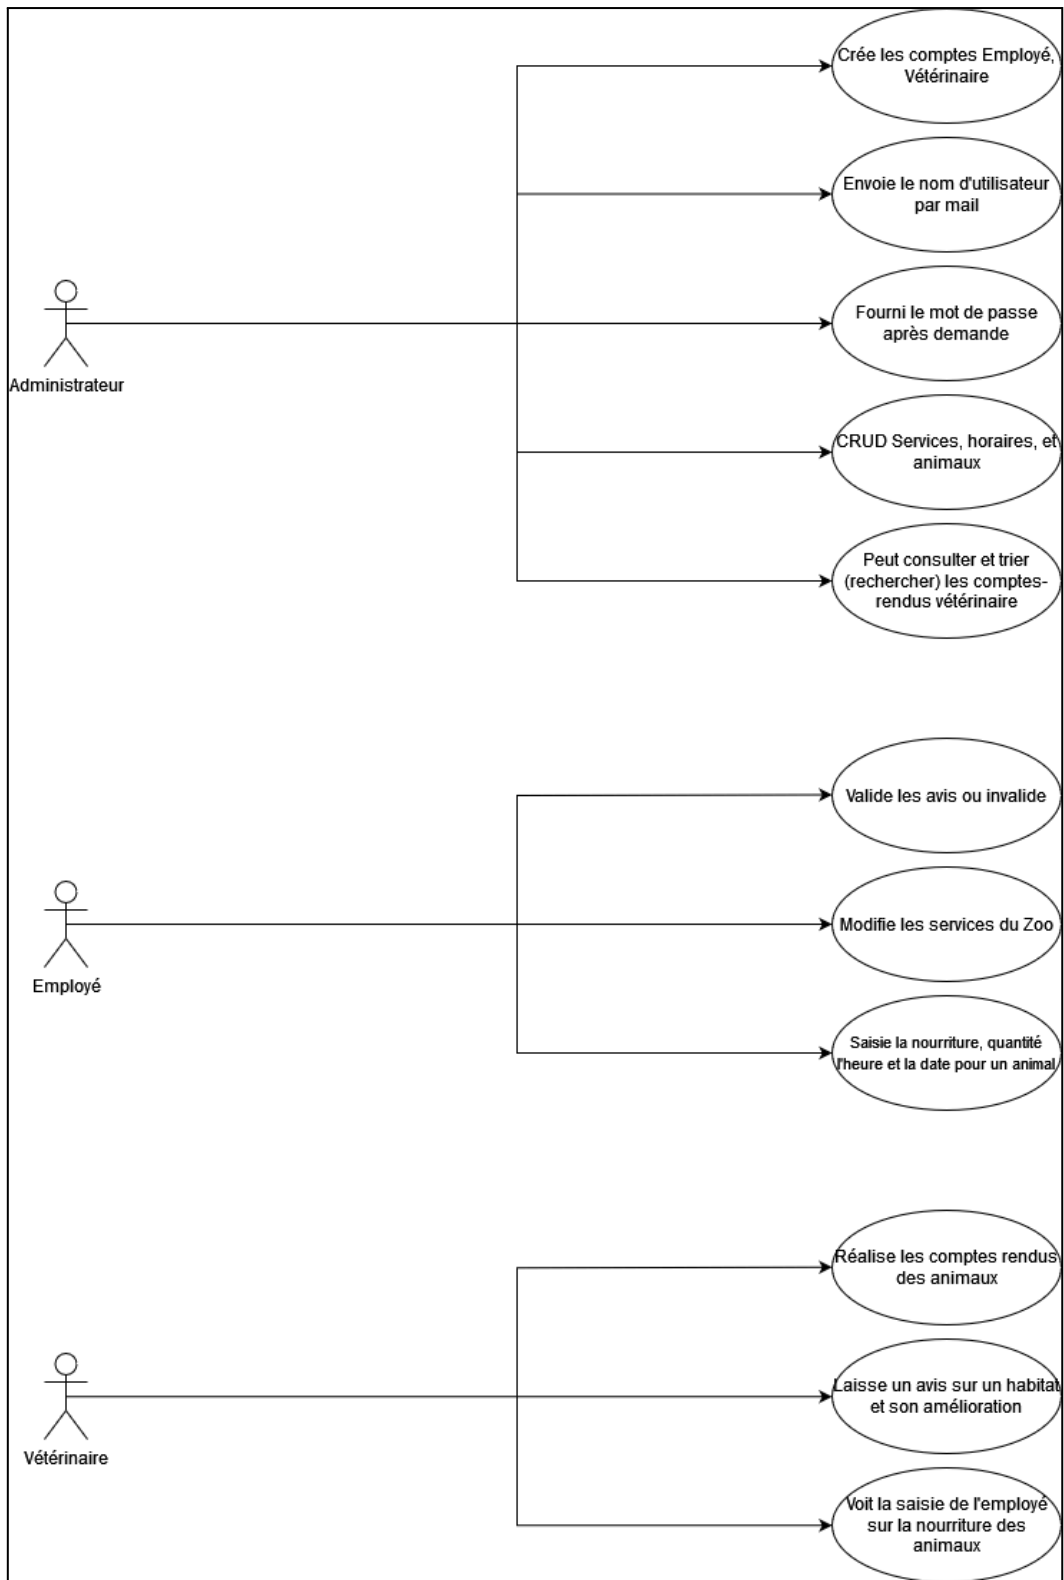 Crée les comptes Employé,
Vétérinaire
Envoie le nom d'utilisateur
par mail
Fourni le mot de passe
après demande
Administrateur
CRUD Services, horaires, et
animaux
Peut consulter et trier
(rechercher) les comptes-
rendus vétérinaire
Valide les avis ou invalide
Modifie les services du Zoo
Employé
Saisie la nourriture, quantité
l'heure et la date pour un animal
Réalise les comptes rendus
des animaux
Laisse un avis sur un habitat
et son amélioration
Vétérinaire
Voit la saisie de l'employé
sur la nourriture des
animaux